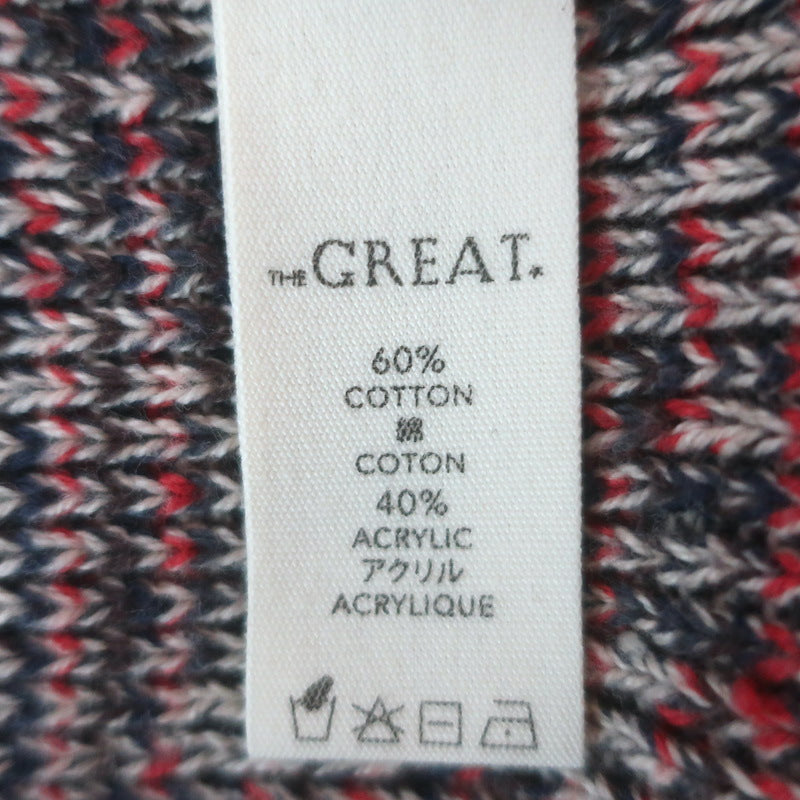 THE GREAT.
60%
COTTON
綿
COTON
40%
ACRYLIC
アクリル
ACRYLIQUE